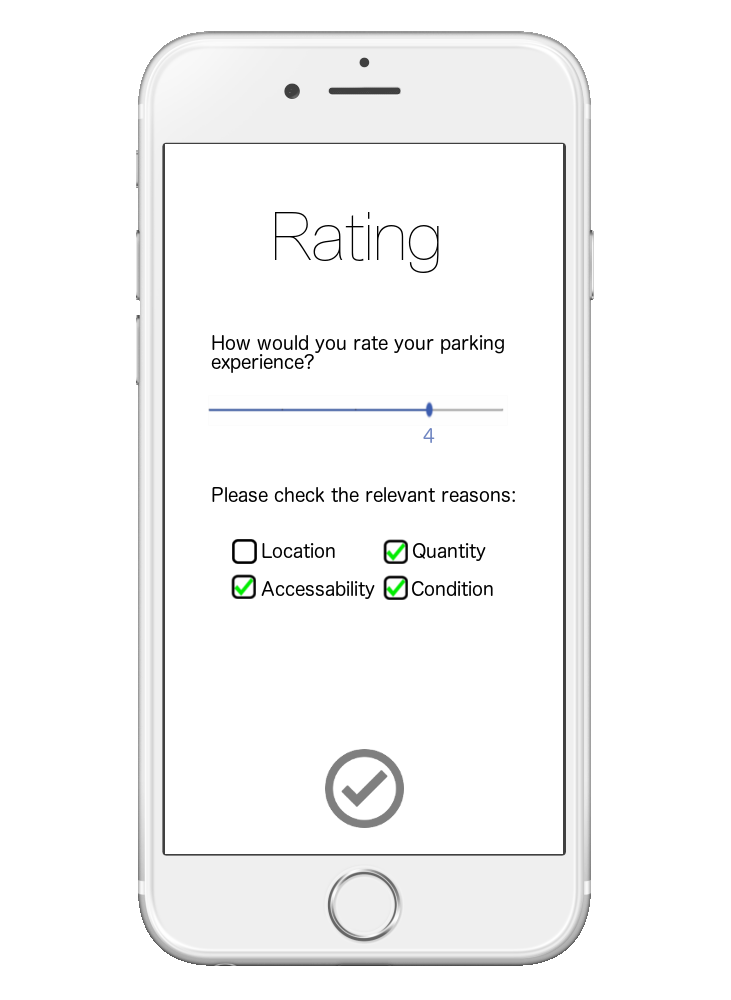 Rating
How would you rate your parking
experience?
4
Please check the relevant reasons:
Location Quantity
Accessability Condition